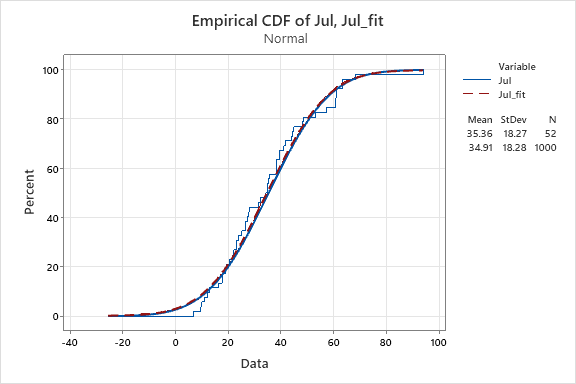 Empirical CDF of Jul, Jul_fit
Normal
100
80
60
40
20
0
Percent
-40
-20
0
20
40
60
80
100
Data
Variable
Jul
Jul_fit
Mean StDev N
35.36 18.27 52
34.91 18.28 1000